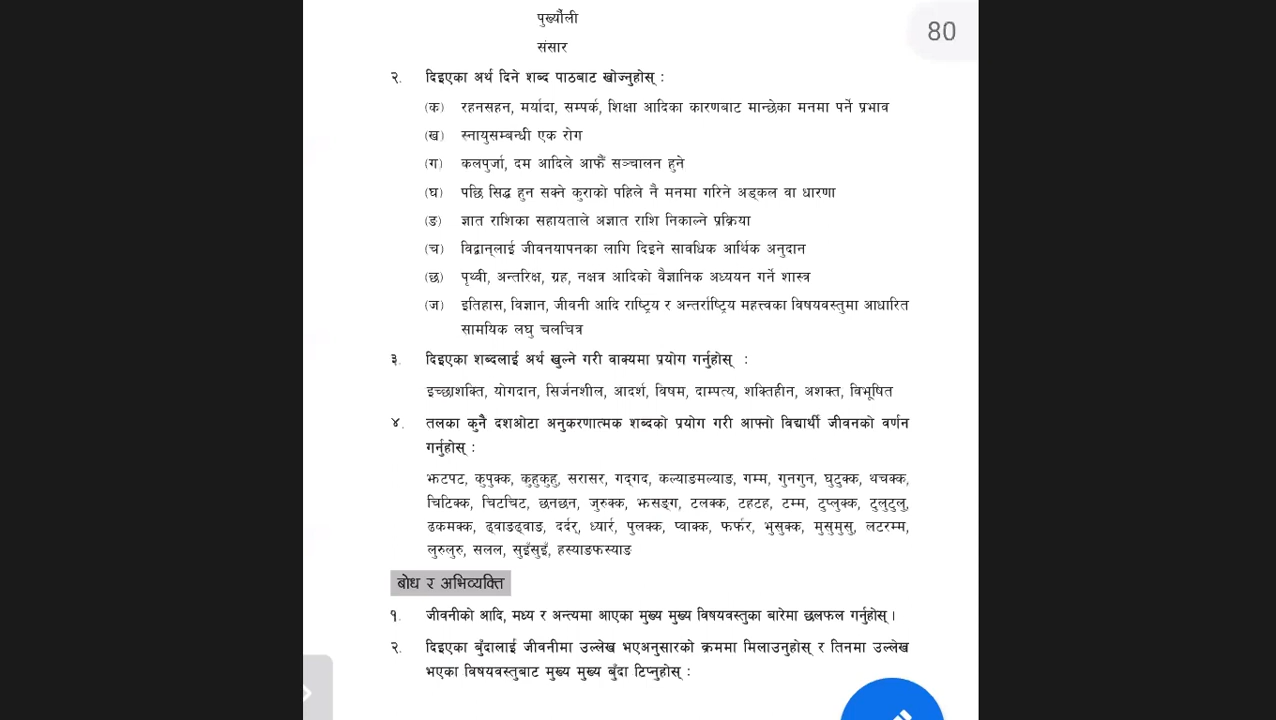 पुर्ख्यौली
80
संसार
२. दिइएका अर्थ दिने शब्द पाठबाट खोज्नुहोस् :
(क) रहनसहन, मर्यादा, सम्पर्क, शिक्षा आदिका कारणबाट मान्छेका मनमा पर्ने प्रभाव
(ख) स्नायुसम्बन्धी एक रोग
(ग) कलपुर्जा, दम आदिले आफैँ सञ्चालन हुने
(घ) पछि सिद्ध हुन सक्ने कुराको पहिले नै मनमा गरिने अड्कल वा धारणा
(ङ) ज्ञात राशिका सहायताले अज्ञात राशि निकाल्ने प्रक्रिया
(च) विद्वान्‌लाई जीवनयापनका लागि दिइने सावधिक आर्थिक अनुदान
(छ) पृथ्वी, अन्तरिक्ष, ग्रह, नक्षत्र आदिको वैज्ञानिक अध्ययन गर्ने शास्त्र
(ज) इतिहास, विज्ञान, जीवनी आदि राष्ट्रिय र अन्तर्राष्ट्रिय महत्त्वका विषयवस्तुमा आधारित
सामयिक लघु चलचित्र
३. दिइएका शब्दलाई अर्थ खुल्ने गरी वाक्यमा प्रयोग गर्नुहोस् :
इच्छाशक्ति, योगदान, सिर्जनशील, आदर्श, विषम, दाम्पत्य, शक्तिहीन, अशक्त, विभूषित
४. तलका कुनै दशओटा अनुकरणात्मक शब्दको प्रयोग गरी आफ्नो विद्यार्थी जीवनको वर्णन
गर्नुहोस् :
झटपट, कुपुक्क, कुहुकुहु, सरासर, गद्‌गद, कल्याङमल्याङ, गम्म, गुनगुन, घुटुक्क, थचक्क,
चिटिक्क, चिटचिट, छनछन, जुरुक्क, झसङ्ग, टलक्क, टहटह, टम्म, टुप्लुक्क, टुलुटुलु,
ढकमक्क, ढ्वाङढ्वाङ, दर्दर्, ध्यार्र, पुलक्क, प्वाक्क, फर्फर, भुसुक्क, मुसुमुसु, लटरम्म,
लुरुलुरु, सलल, सुइँसुइँ, हस्याङफस्याङ
बोध र अभिव्यक्ति
१. जीवनीको आदि, मध्य र अन्त्यमा आएका मुख्य मुख्य विषयवस्तुका बारेमा छलफल गर्नुहोस् ।
२. दिइएका बुँदालाई जीवनीमा उल्लेख भएअनुसारको क्रममा मिलाउनुहोस् र तिनमा उल्लेख
भएका विषयवस्तुबाट मुख्य मुख्य बुँदा टिप्नुहोस् :